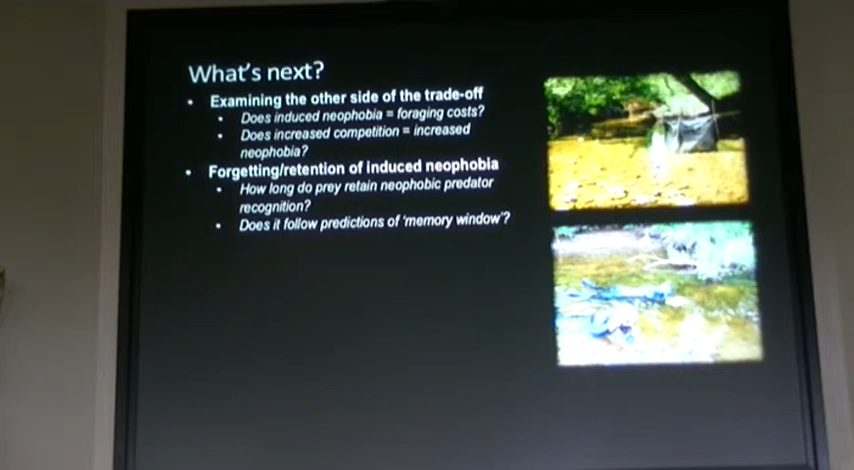 What's next?
• Examining the other side of the trade-off
• Does induced neophobia = foraging costs?
• Does increased competition = increased
neophobia?
• Forgetting/retention of induced neophobia
• How long do prey retain neophobic predator
recognition?
• Does it follow predictions of 'memory window'?